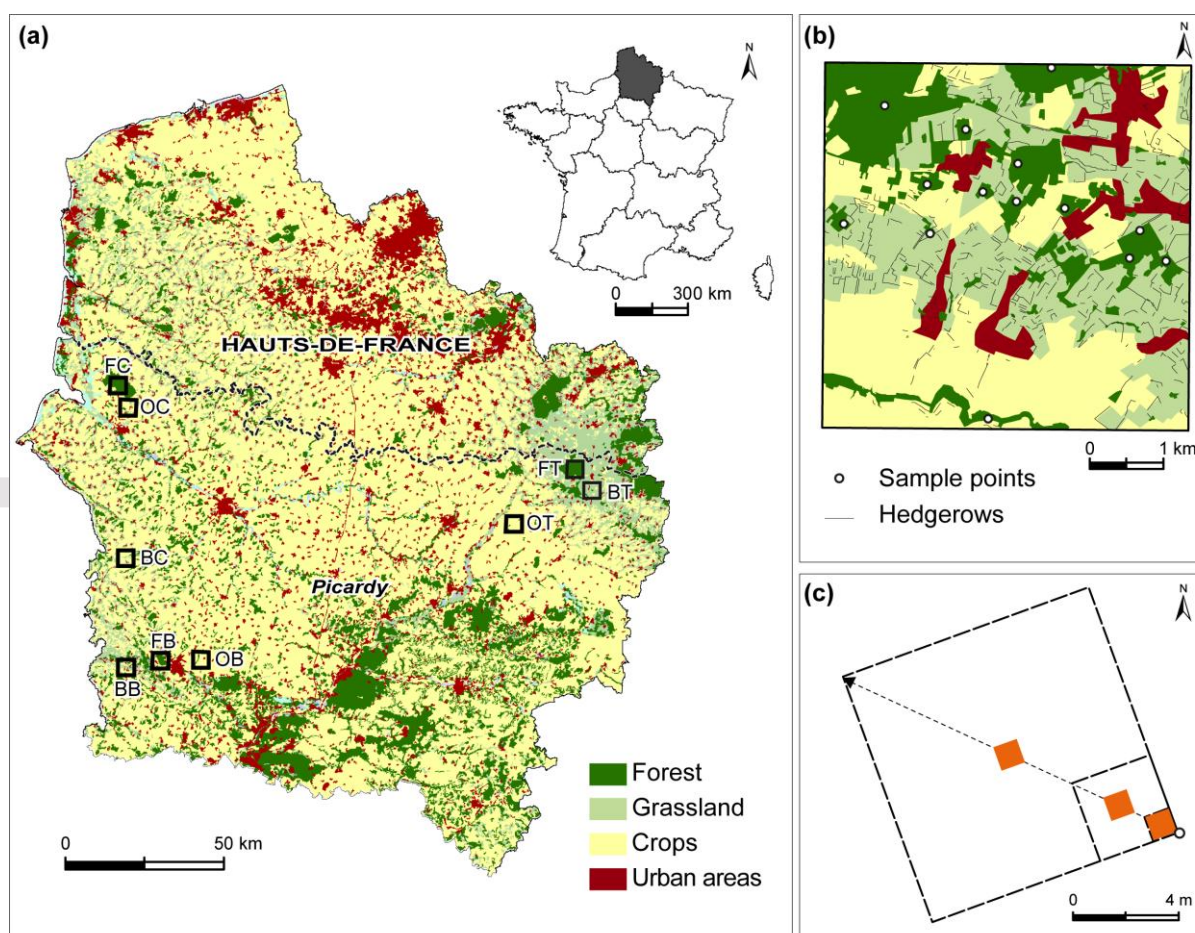 (a)
N
0 300 km
HAUTS-DE-FRANCE
FC
OC
FT
BT
OT
BC
Picardy
FB
OB
BB
0 50 km
Forest
Grassland
Crops
Urban areas
(b)
N
0 1 km
Sample points
Hedgerows
(c)
N
0 4 m